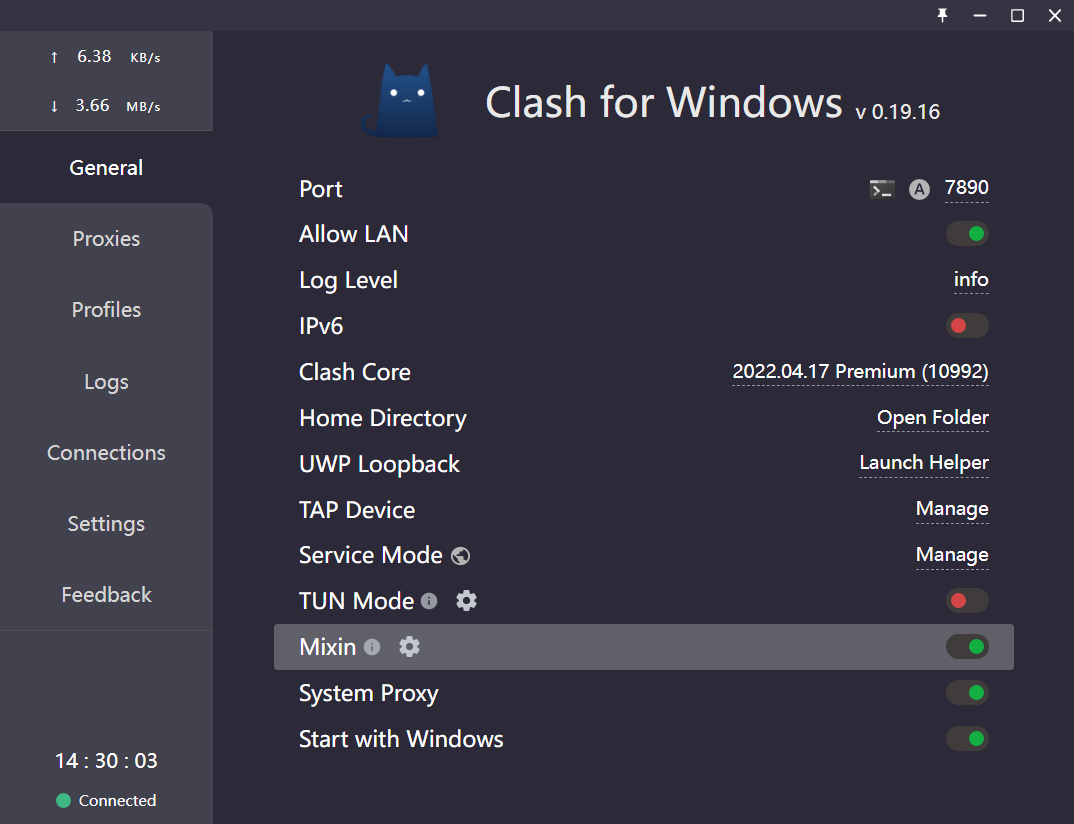 ↑ 6.38 KB/s
↓ 3.66 MB/s
General
Proxies
Profiles
Logs
Connections
Settings
Feedback
14 : 30 : 03
Connected
Clash for Windows v 0.19.16
Port A 7890
Allow LAN
Log Level info
IPv6
Clash Core 2022.04.17 Premium (10992)
Home Directory Open Folder
UWP Loopback Launch Helper
TAP Device Manage
Service Mode Manage
TUN Mode
Mixin
System Proxy
Start with Windows